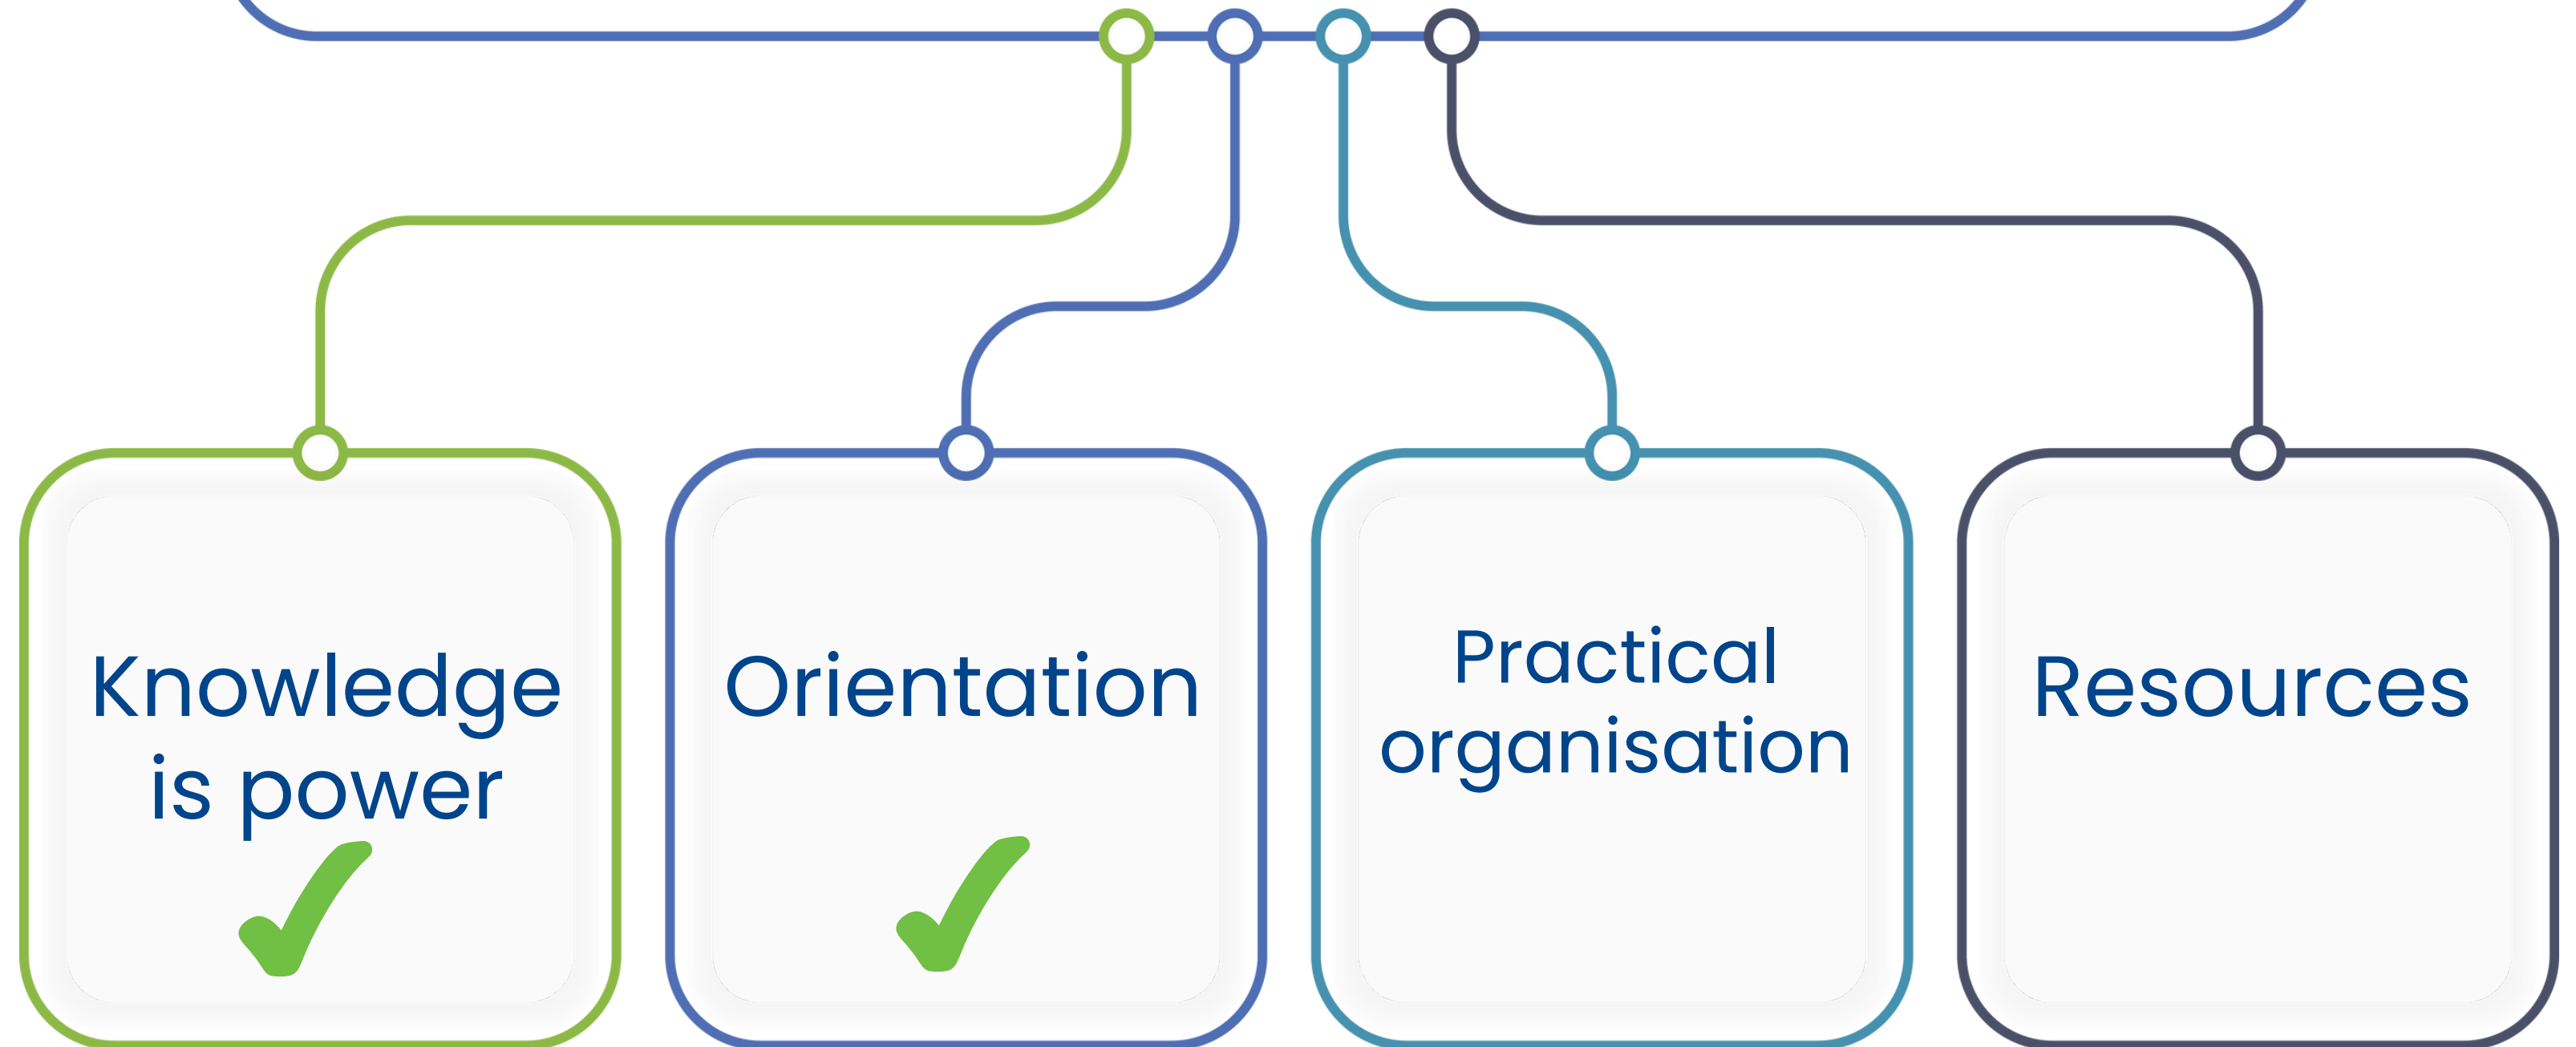 Knowledge
is power
Orientation
Practical
organisation
Resources